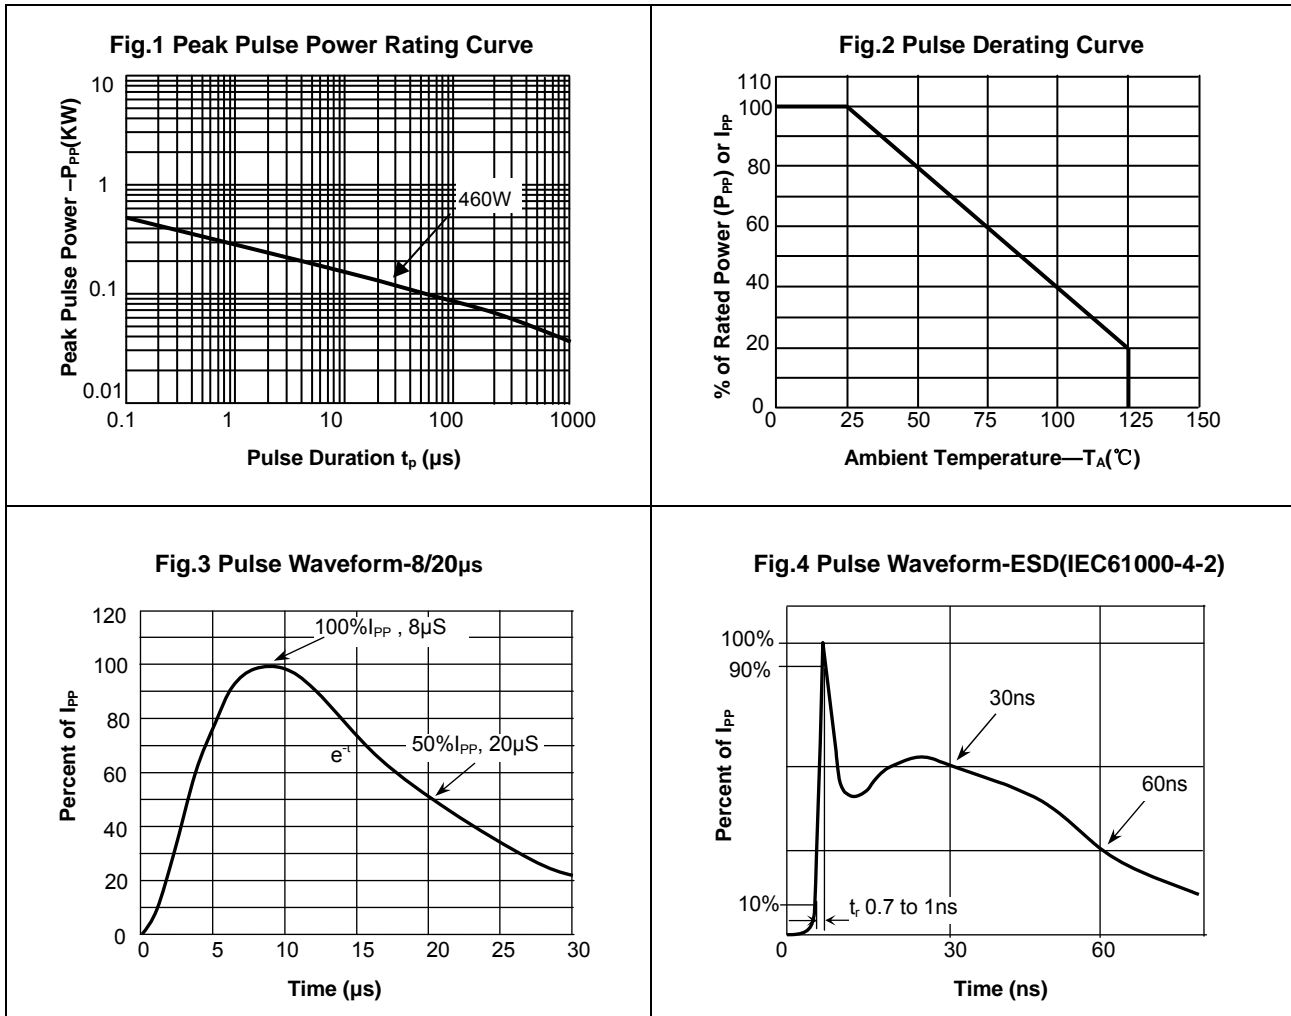 Fig.1 Peak Pulse Power Rating Curve
Peak Pulse Power –PPP(KW)
10
1
0.1
0.01
460W
0.1 1 10 100 1000
Pulse Duration tp (µs)
Fig.2 Pulse Derating Curve
% of Rated Power (PPP) or IPP
110
100
80
60
40
20
0
0 25 50 75 100 125 150
Ambient Temperature—TA(℃)
Fig.3 Pulse Waveform-8/20µs
Percent of IPP
120
100
80
60
40
20
0
100%IPP , 8µS
e-t
50%IPP, 20µS
0 5 10 15 20 25 30
Time (µs)
Fig.4 Pulse Waveform-ESD(IEC61000-4-2)
Percent of IPP
100%
90%
10%
30ns
60ns
tr 0.7 to 1ns
0 30 60
Time (ns)